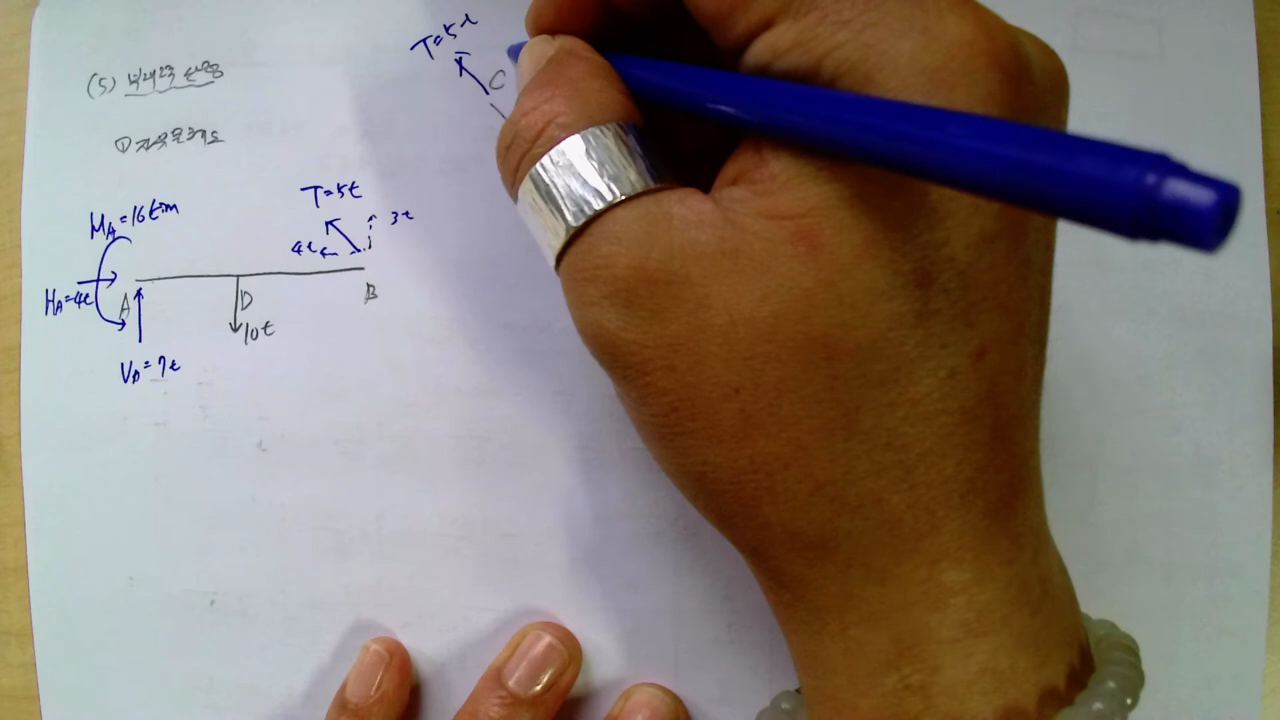 (5) 부재력 산정
① 자유물체도
T=5t
C
M_A=16t·m
T=5t
3t
4t
H_A=4t
A
D
B
10t
V_A=7t